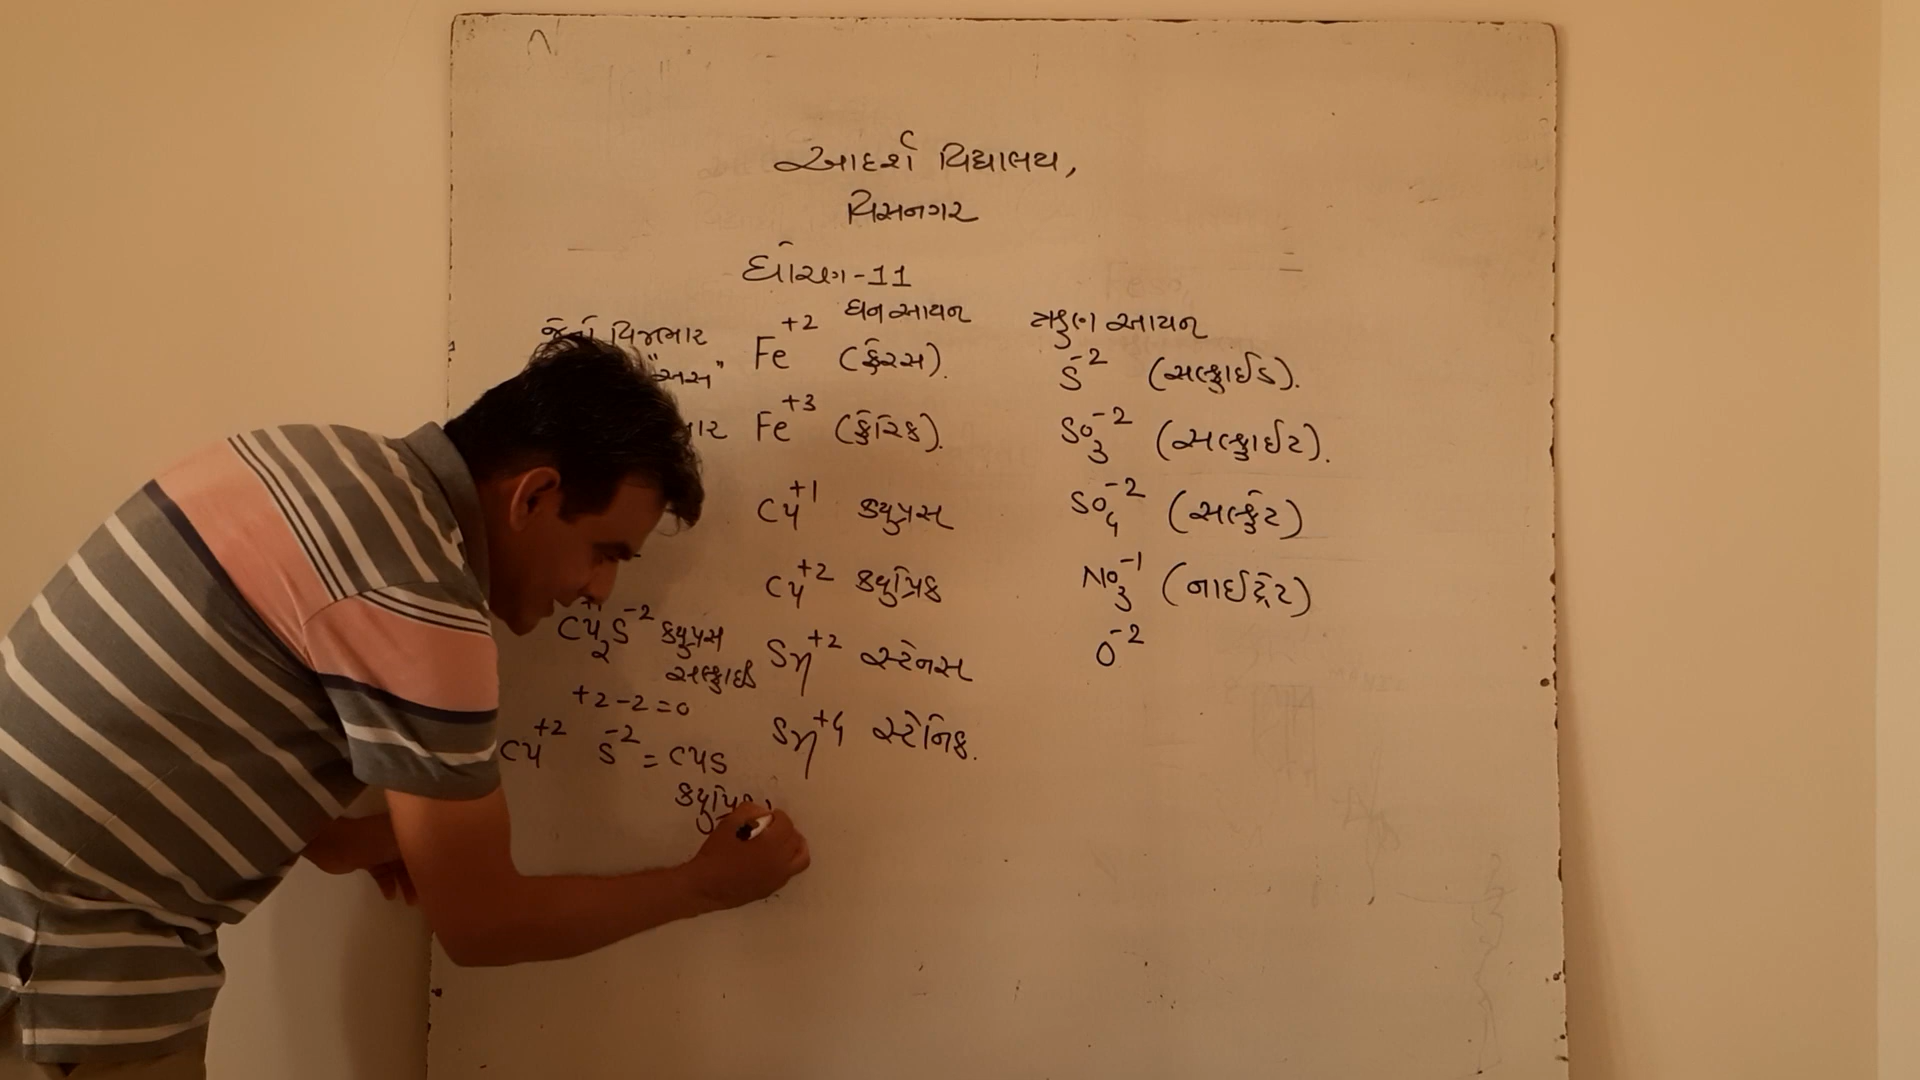 આદર્શ વિદ્યાલય,
વિસનગર
ધોરણ-11
ધન આયન
ઋણ આયન
જેનો વિજભાર
"અસ"
Fe+2 (ફેરસ).
S-2 (સલ્ફાઈડ).
Fe+3 (ફેરિક).
SO3-2 (સલ્ફાઈટ).
Cu+1 ક્યુપ્રસ
SO4-2 (સલ્ફેટ)
Cu+2 ક્યુપ્રિક
NO3-1 (નાઈટ્રેટ)
Sn+2 સ્ટેનસ
O-2
Sn+4 સ્ટેનિક.
Cu2S-2 ક્યુપ્રસ
સલ્ફાઈડ
+2-2=0
Cu+2 S-2 = CuS
ક્યુપ્રિક